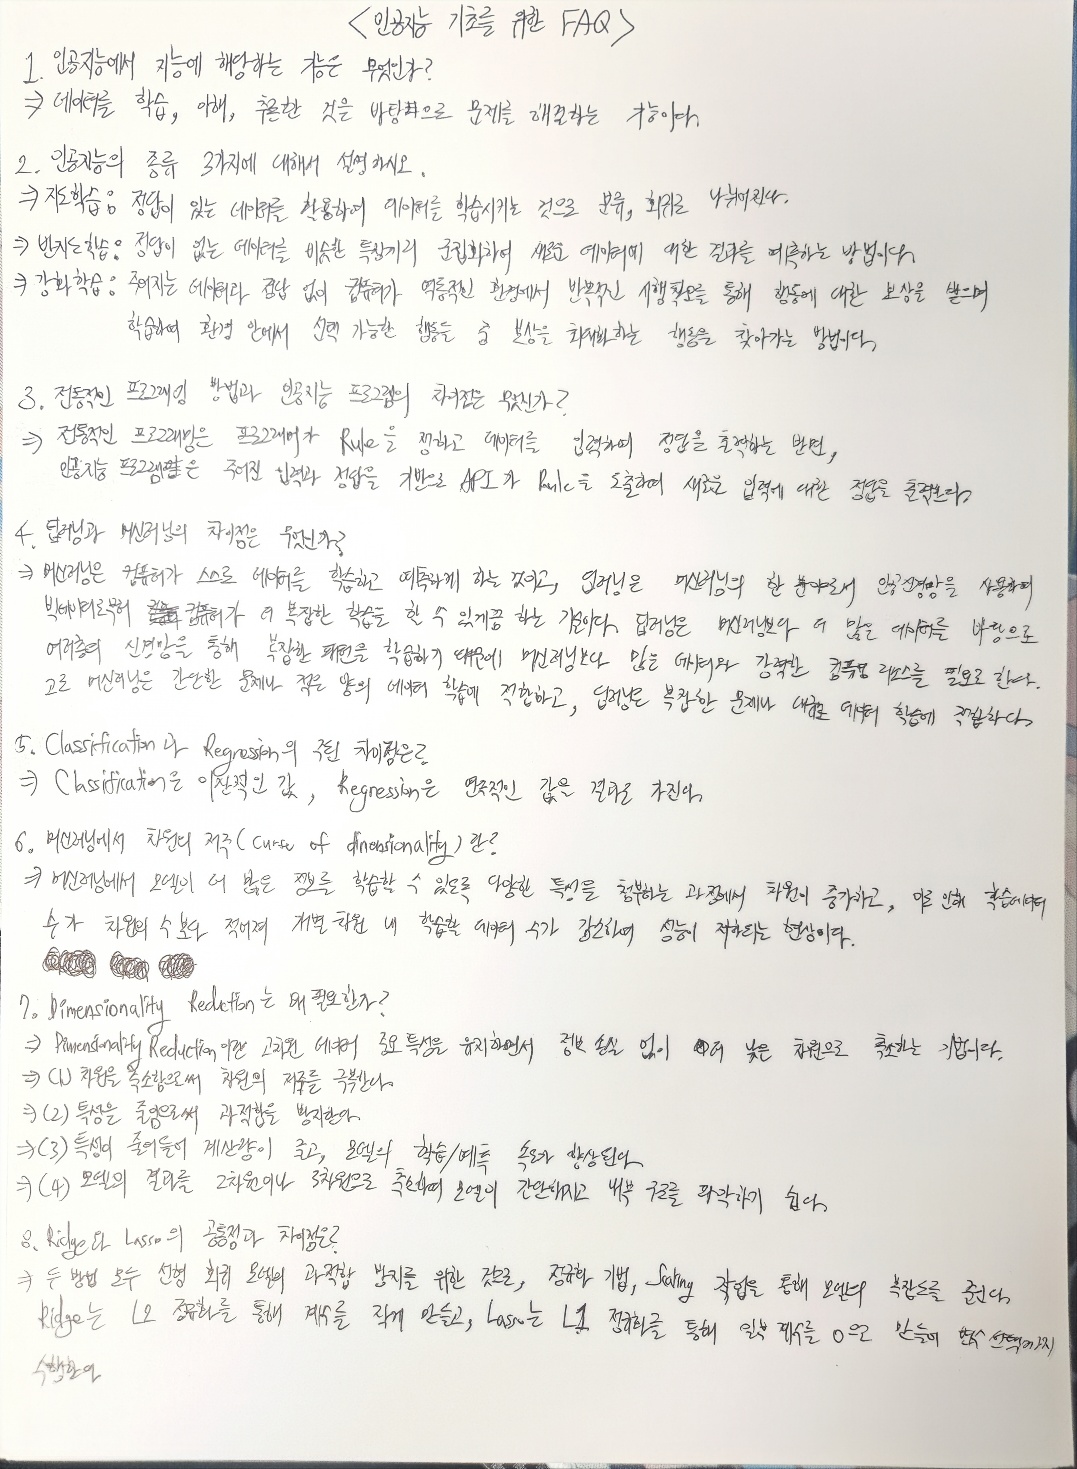 <인공지능 기초를 위한 FAQ>
1. 인공지능에서 지능에 해당하는 기능은 무엇인가?
⇒ 데이터를 학습, 이해, 추론한 것을 바탕으로 문제를 해결하는 기능이다.
2. 인공지능의 종류 3가지에 대해서 설명하시오.
⇒ 지도학습: 정답이 있는 데이터를 활용하여 데이터를 학습시키는 것으로 분류, 회귀로 나뉘어진다.
⇒ 반지도학습: 정답이 없는 데이터를 비슷한 특징끼리 군집화하여 새로운 데이터에 대한 결과를 예측하는 방법이다.
⇒ 강화학습: 주어지는 데이터과 정답 없이 컴퓨터가 역동적인 환경에서 반복적인 시행착오를 통해 행동에 대한 보상을 받으며
학습하여 환경 안에서 선택 가능한 행동들 중 보상을 최대화하는 행동을 찾아가는 방법이다.
3. 전통적인 프로그래밍 방법과 인공지능 프로그램의 차이점은 무엇인가?
⇒ 전통적인 프로그래밍은 프로그래머가 Rule을 정하고 데이터를 입력하여 정답을 출력하는 반면,
인공지능 프로그램은 주어진 입력과 정답을 기반으로 API가 Rule을 도출하여 새로운 입력에 대한 정답을 출력한다.
4. 딥러닝과 머신러닝의 차이점은 무엇인가?
⇒ 머신러닝은 컴퓨터가 스스로 데이터를 학습하고 예측하게 하는 것이고, 딥러닝은 머신러닝의 한 분야로서 인공신경망을 사용하여
빅데이터로부터 컴퓨터가 더 복잡한 학습을 할 수 있게끔 하는 기술이다. 딥러닝은 머신러닝보다 더 많은 데이터를 바탕으로
여러층의 신경망을 통해 복잡한 패턴을 학습하기 때문에 머신러닝보다 많은 데이터와 강력한 컴퓨팅 리소스를 필요로 한다.
고로 머신러닝은 간단한 문제나 적은 양의 데이터 학습에 적합하고, 딥러닝은 복잡한 문제나 대규모 데이터 학습에 적합하다.
5. Classification과 Regression의 주된 차이점은?
⇒ Classification은 이산적인 값, Regression은 연속적인 값을 결과로 가진다.
6. 머신러닝에서 차원의 저주(curse of dimensionality)란?
⇒ 머신러닝에서 모델이 더 많은 정보를 학습할 수 있도록 다양한 특성을 첨부하는 과정에서 차원이 증가하고, 이로 인해 학습데이터
수가 차원의 수보다 적어져 개별 차원 내 학습할 데이터 수가 감소하여 성능이 저하되는 현상이다.
7. Dimensionality Reduction은 왜 필요한가?
⇒ Dimensionality Reduction이란 고차원 데이터 중요 특성을 유지하면서 정보 손실 없이 더 낮은 차원으로 축소하는 기법이다.
⇒ (1) 차원을 축소함으로써 차원의 저주를 극복한다.
⇒ (2) 특성을 줄임으로써 과적합을 방지한다.
⇒ (3) 특성이 줄어들어 계산량이 줄고, 모델의 학습/예측 속도가 향상된다.
⇒ (4) 모델의 결과를 2차원이나 3차원으로 축소하여 모델이 간단해지고 내부 구조를 파악하기 쉽다.
8. Ridge와 Lasso의 공통점과 차이점은?
⇒ 두 방법 모두 선형 회귀 모델의 과적합 방지를 위한 것으로, 정규화 기법, Scaling 작업을 통해 모델의 복잡도를 줄인다.
Ridge는 L2 정규화를 통해 계수를 작게 만들고, Lasso는 L1 정규화를 통해 일부 계수를 0으로 만들어 변수 선택까지
수행한다